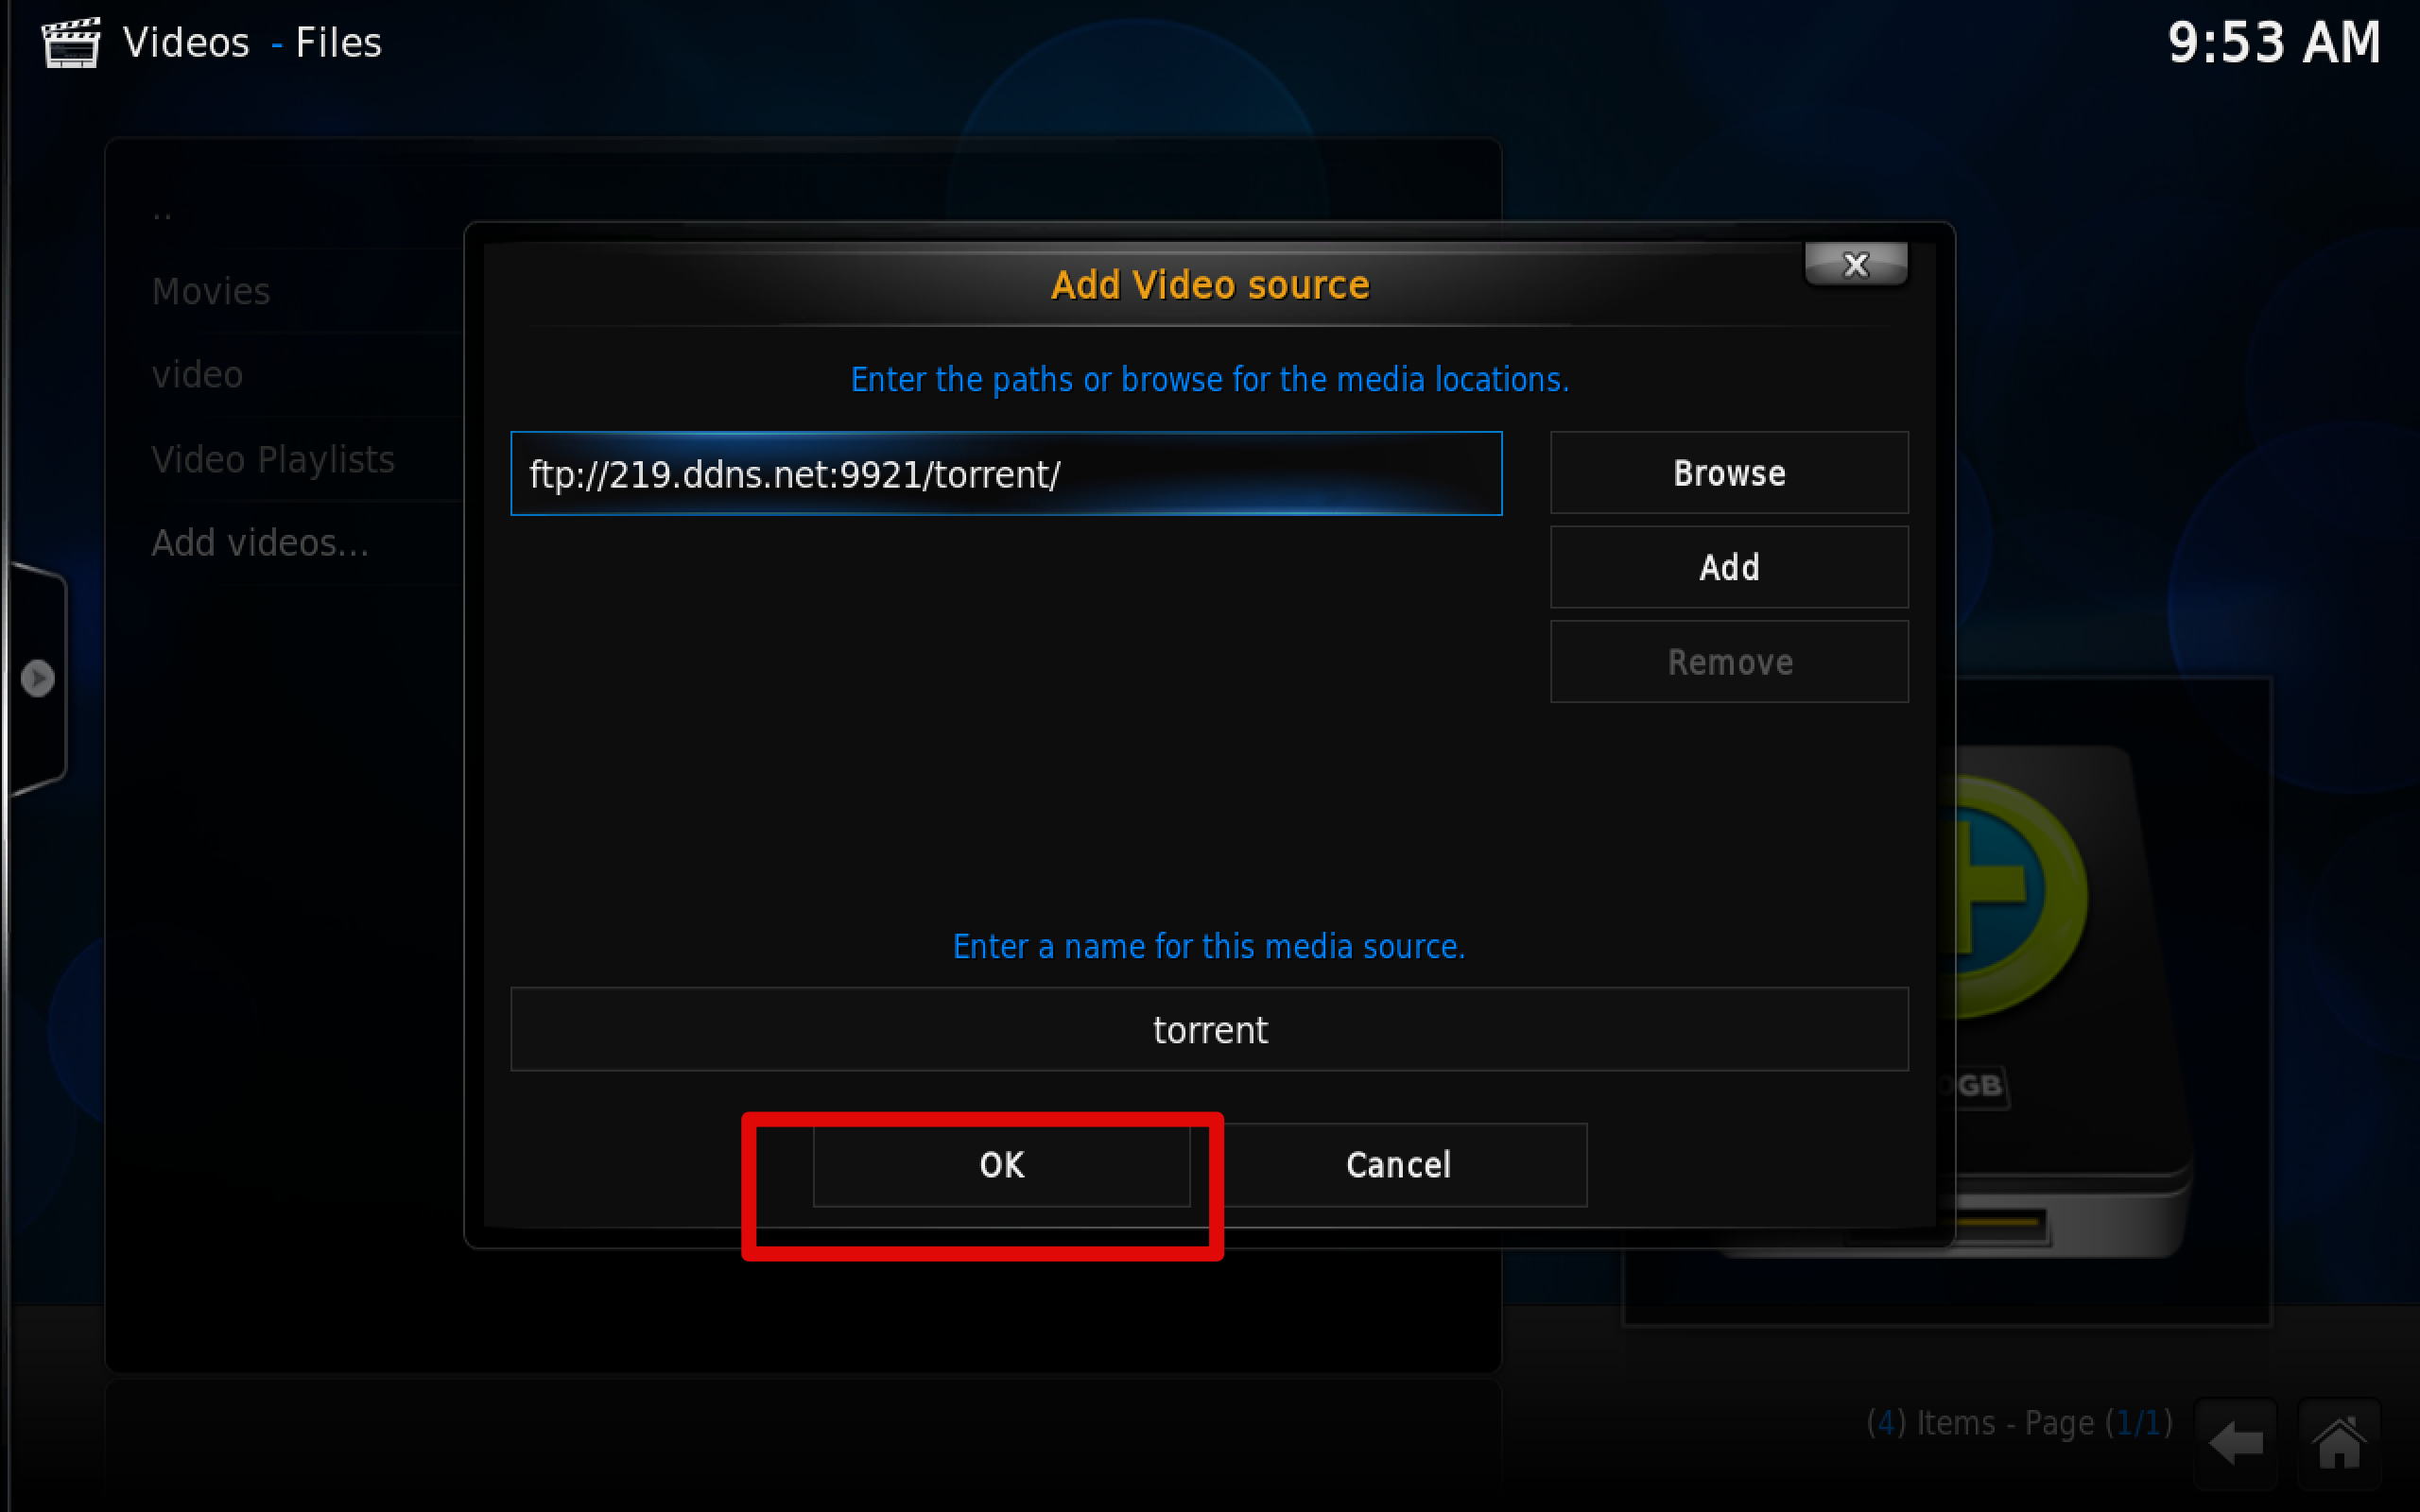 Videos - Files
9:53 AM
..
Movies
video
Video Playlists
Add videos...
Add Video source
X
Enter the paths or browse for the media locations.
ftp://219.ddns.net:9921/torrent/
Browse
Add
Remove
Enter a name for this media source.
torrent
OK
Cancel
GB
(4) Items - Page (1/1)